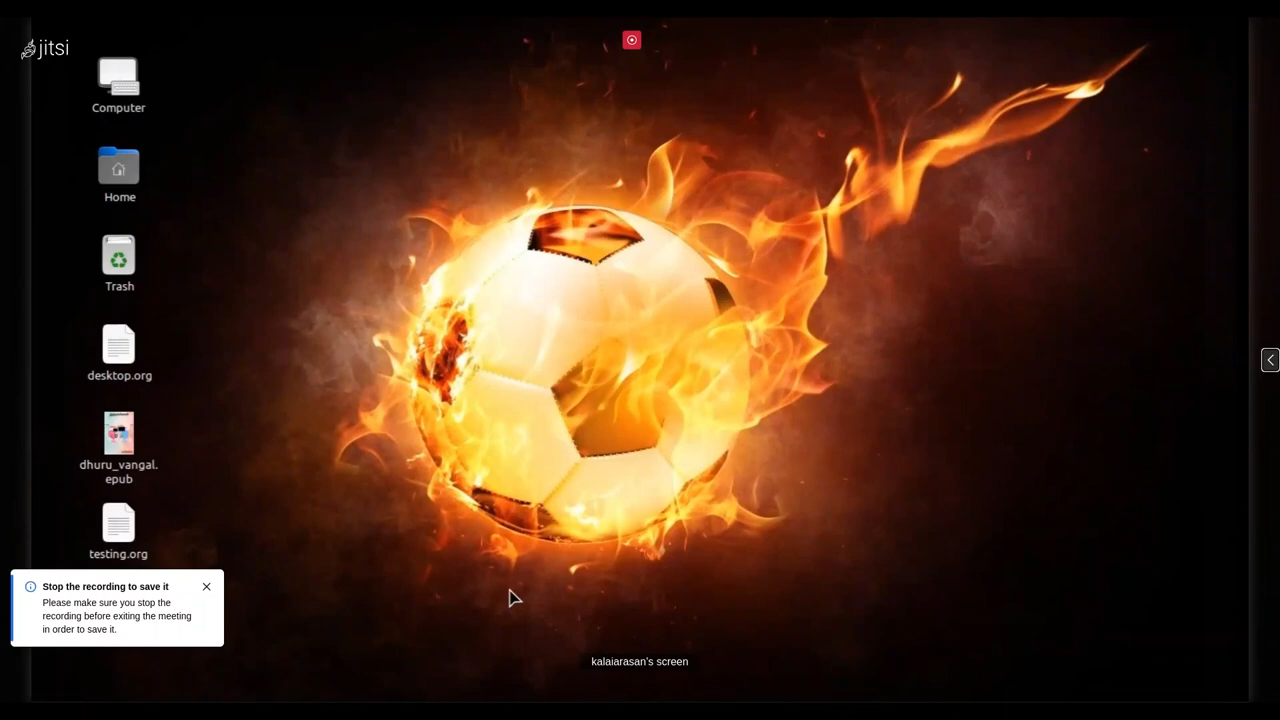 jitsi
Computer
Home
Trash
desktop.org
dhuru_vangal.
epub
testing.org
Stop the recording to save it
Please make sure you stop the
recording before exiting the meeting
in order to save it.
kalaiarasan's screen